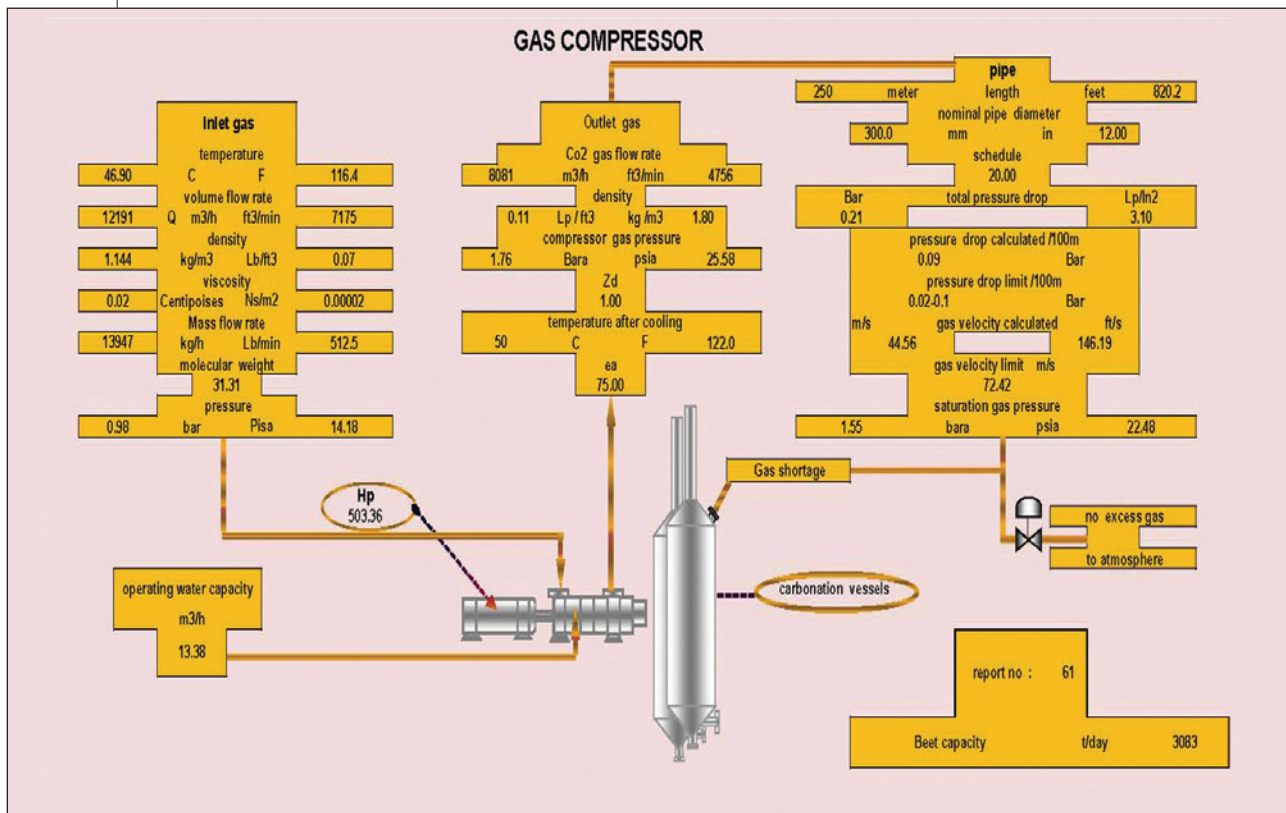 GAS COMPRESSOR
Inlet gas
temperature
46.90 C F 116.4
volume flow rate
12191 Q m3/h ft3/min 7175
density
1.144 kg/m3 Lb/ft3 0.07
viscosity
0.02 Centipoises Ns/m2 0.00002
Mass flow rate
13947 kg/h Lb/min 512.5
molecular weight
31.31
pressure
0.98 bar Pisa 14.18
Outlet gas
Co2 gas flow rate
8081 m3/h ft3/min 4756
density
0.11 Lp / ft3 kg /m3 1.80
compressor gas pressure
1.76 Bara psia 25.58
Zd
1.00
temperature after cooling
50 C F 122.0
ea
75.00
pipe
250 meter length feet 820.2
nominal pipe diameter
300.0 mm in 12.00
schedule
20.00
Bar total pressure drop Lp/In2
0.21 3.10
pressure drop calculated /100m
0.09 Bar
pressure drop limit /100m
0.02-0.1 Bar
m/s gas velocity calculated ft/s
44.56 146.19
gas velocity limit m/s
72.42
saturation gas pressure
1.55 bara psia 22.48
Gas shortage
Hp
503.36
no excess gas
to atmosphere
operating water capacity
m3/h
13.38
carbonation vessels
report no : 61
Beet capacity t/day 3083